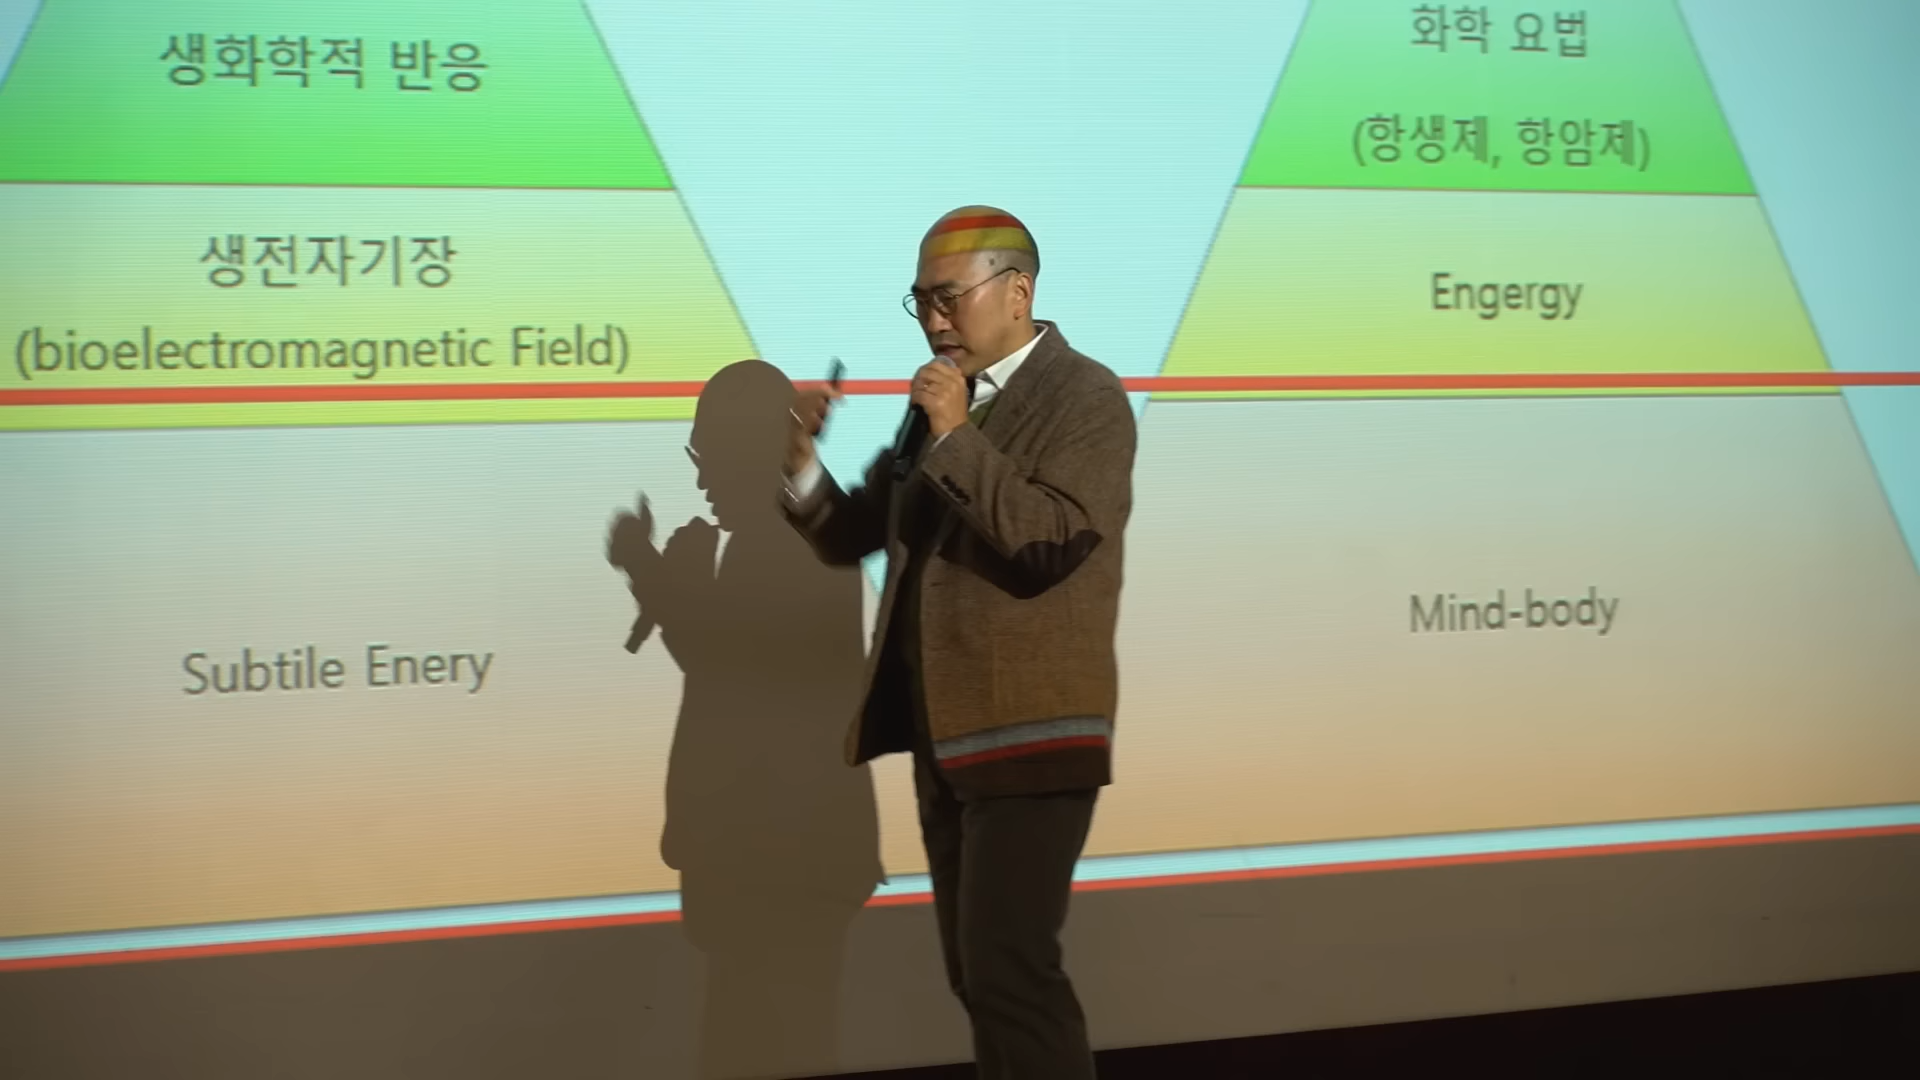 생화학적 반응
생전자기장
(bioelectromagnetic Field)
Subtile Enery
화학 요법
(항생제, 항암제)
Engergy
Mind-body